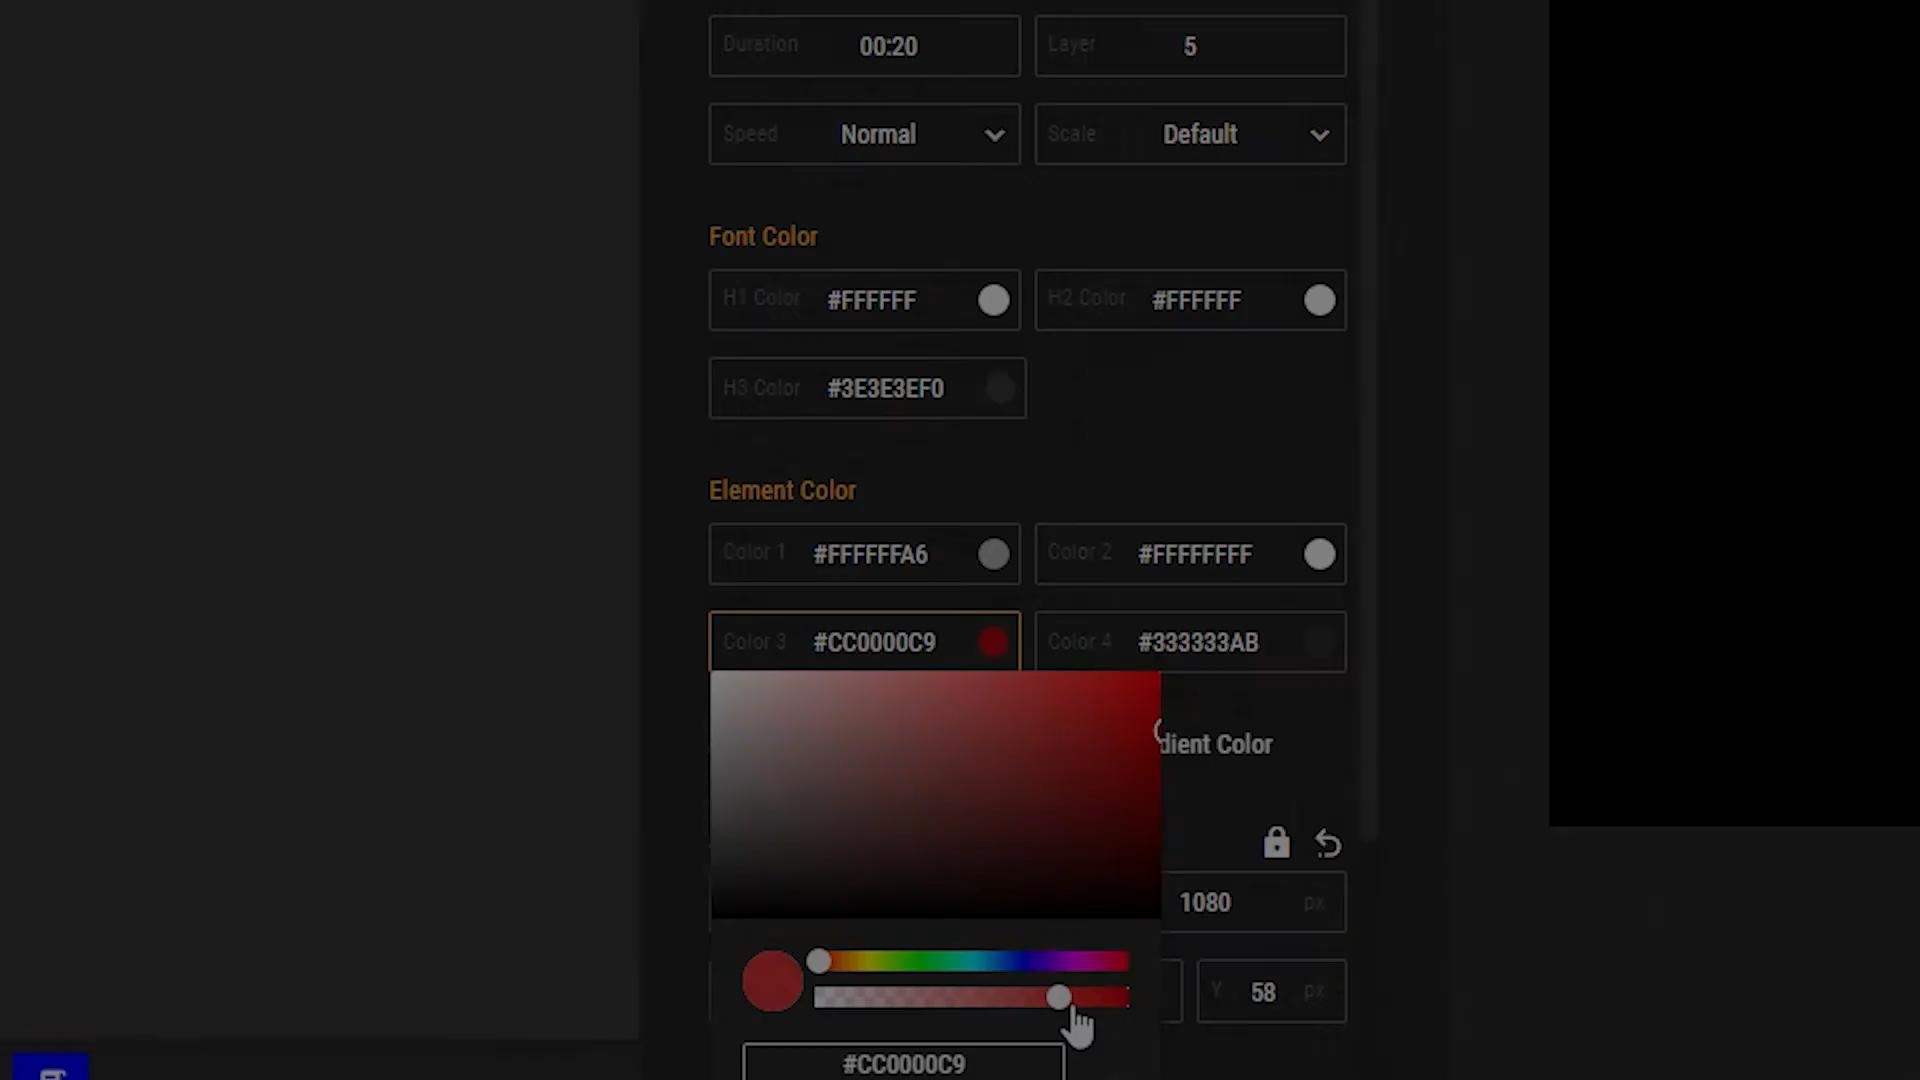 Duration 00:20 Layer 5
Speed Normal Scale Default
Font Color
H1 Color #FFFFFF H2 Color #FFFFFF
H3 Color #3E3E3EF0
Element Color
Color 1 #FFFFFFA6 Color 2 #FFFFFFFF
Color 3 #CC0000C9 Color 4 #333333AB
dient Color
1080 px
Y 58 px
#CC0000C9